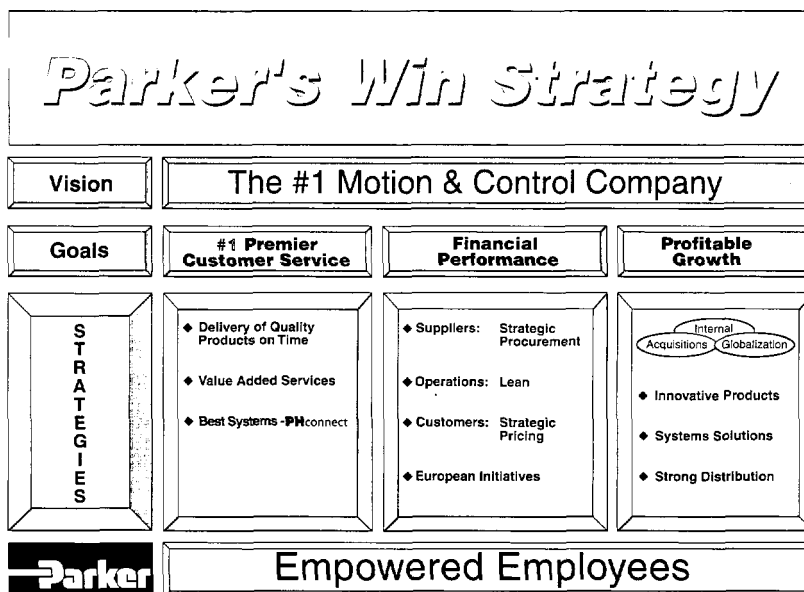 Parker's Win Strategy
Vision
The #1 Motion & Control Company
Goals
#1 Premier
Customer Service
Financial
Performance
Profitable
Growth
STRATEGIES
◆ Delivery of Quality
Products on Time
◆ Value Added Services
◆ Best Systems -PHconnect
◆ Suppliers: Strategic
Procurement
◆ Operations: Lean
◆ Customers: Strategic
Pricing
◆ European Initiatives
Internal
Acquisitions Globalization
◆ Innovative Products
◆ Systems Solutions
◆ Strong Distribution
Parker
Empowered Employees